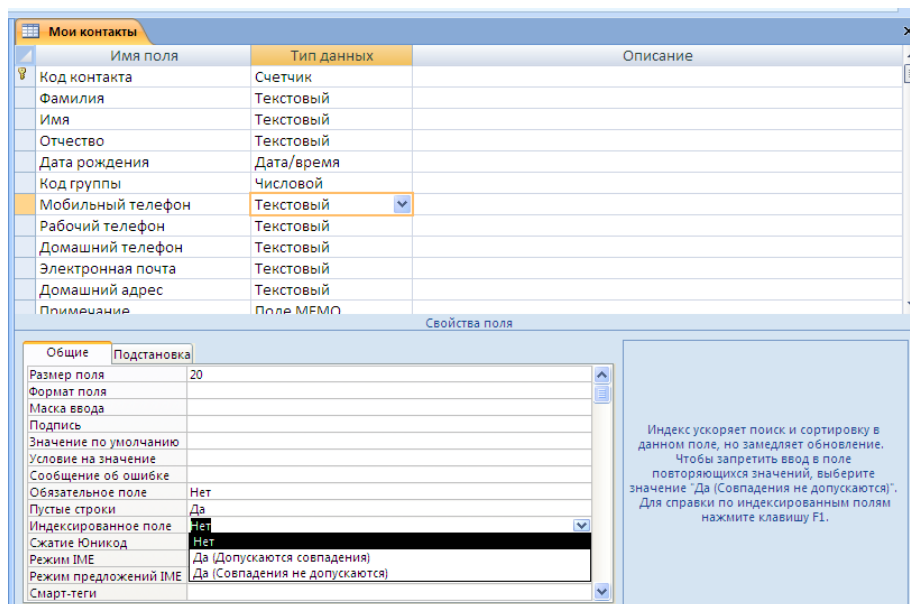 Мои контакты
Имя поля Тип данных Описание
Код контакта Счетчик
Фамилия Текстовый
Имя Текстовый
Отчество Текстовый
Дата рождения Дата/время
Код группы Числовой
Мобильный телефон Текстовый
Рабочий телефон Текстовый
Домашний телефон Текстовый
Электронная почта Текстовый
Домашний адрес Текстовый
Примечание Поле МЕМО
Свойства поля
Общие Подстановка
Размер поля 20
Формат поля
Маска ввода
Подпись
Значение по умолчанию
Условие на значение
Сообщение об ошибке
Обязательное поле Нет
Пустые строки Да
Индексированное поле Нет
Сжатие Юникод Нет
Режим IME Да (Допускаются совпадения)
Режим предложений IME Да (Совпадения не допускаются)
Смарт-теги
Индекс ускоряет поиск и сортировку в
данном поле, но замедляет обновление.
Чтобы запретить ввод в поле
повторяющихся значений, выберите
значение "Да (Совпадения не допускаются)".
Для справки по индексированным полям
нажмите клавишу F1.